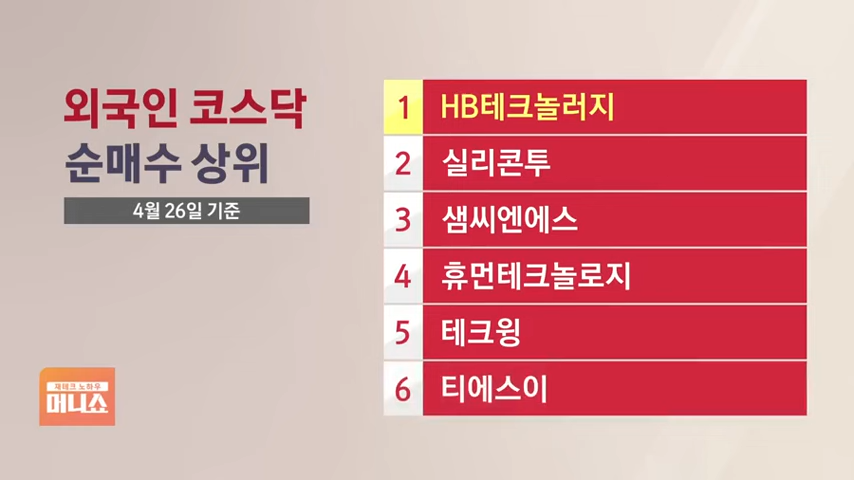 외국인 코스닥
순매수 상위
4월 26일 기준
1 HB테크놀러지
2 실리콘투
3 샘씨엔에스
4 휴먼테크놀로지
5 테크윙
6 티에스이
재테크 노하우
머니쇼